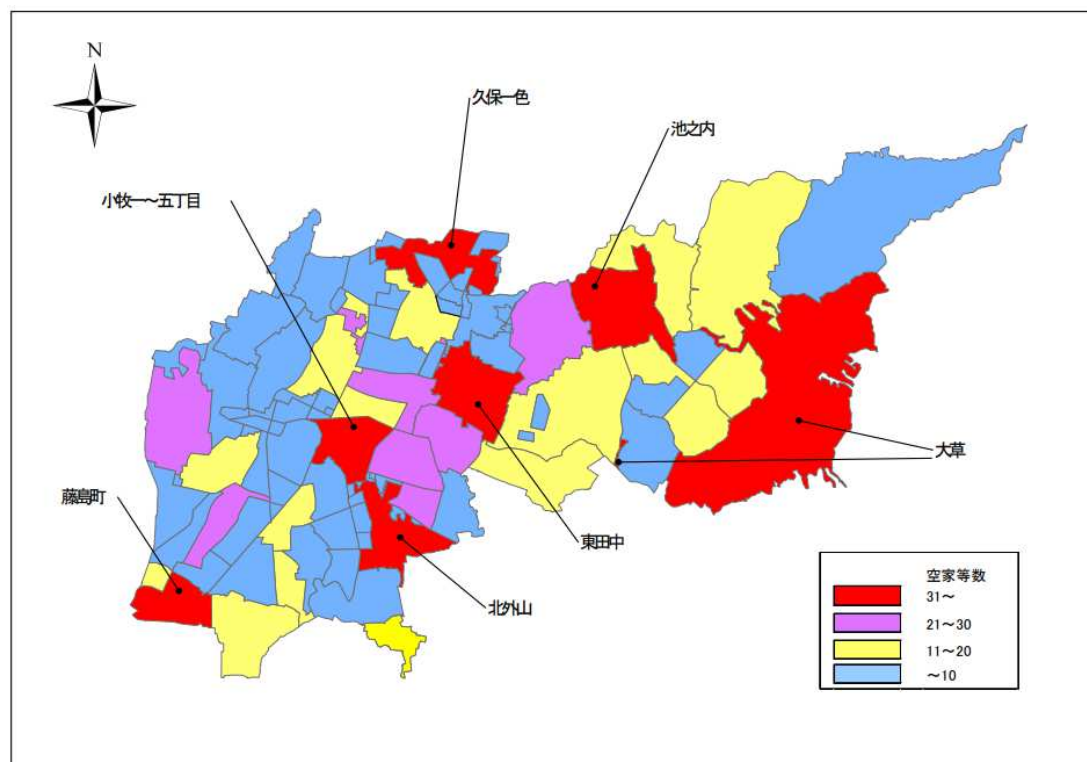 N
久保一色
池之内
小牧一～五丁目
大草
藤島町
東田中
北外山
空家等数
31～
21～30
11～20
～10